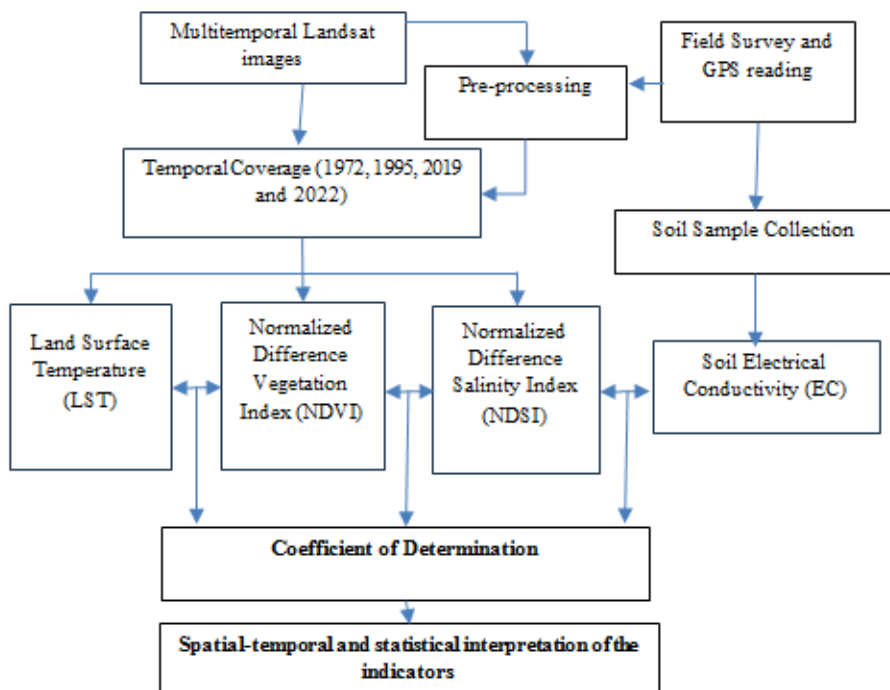 Multitemporal Landsat
images
Field Survey and
GPS reading
Pre-processing
Temporal Coverage (1972, 1995, 2019
and 2022)
Soil Sample Collection
Land Surface
Temperature
(LST)
Normalized
Difference
Vegetation
Index (NDVI)
Normalized
Difference
Salinity Index
(NDSI)
Soil Electrical
Conductivity (EC)
Coefficient of Determination
Spatial-temporal and statistical interpretation of the
indicators